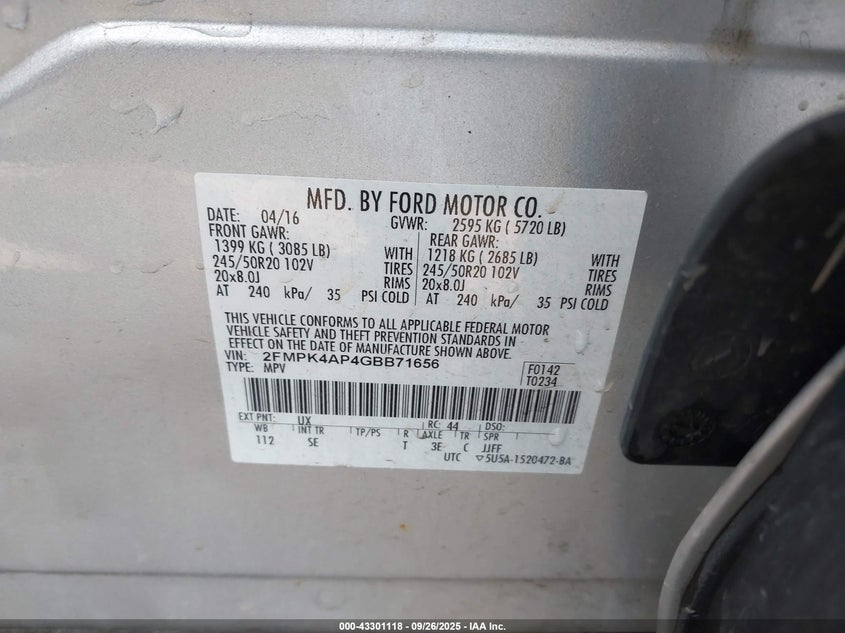 MFD. BY FORD MOTOR CO.
DATE: 04/16 GVWR: 2595 KG ( 5720 LB)
FRONT GAWR: REAR GAWR:
1399 KG ( 3085 LB) WITH 1218 KG ( 2685 LB) WITH
245/50R20 102V TIRES 245/50R20 102V TIRES
20x8.0J RIMS 20x8.0J RIMS
AT 240 kPa/ 35 PSI COLD AT 240 kPa/ 35 PSI COLD
THIS VEHICLE CONFORMS TO ALL APPLICABLE FEDERAL MOTOR
VEHICLE SAFETY AND THEFT PREVENTION STANDARDS IN
EFFECT ON THE DATE OF MANUFACTURE SHOWN ABOVE.
VIN: 2FMPK4AP4GBB71656
TYPE: MPV F0142
T0234
EXT PNT: UX RC: 44 DSO:
WB INT TR TP/PS R AXLE TR SPR
112 SE T 3E C JJFF
UTC ▽5U5A-1520472-BA
000-43301118 - 09/26/2025 - IAA Inc.